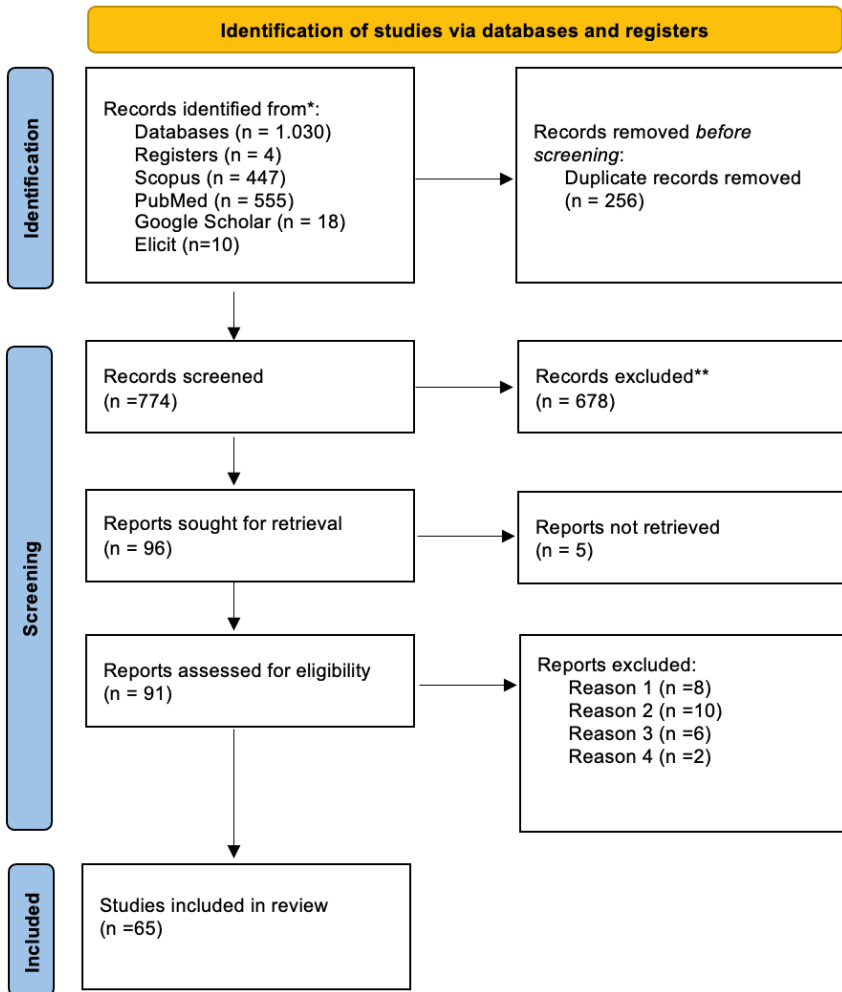 Identification of studies via databases and registers
Identification
Records identified from*:
Databases (n = 1.030)
Registers (n = 4)
Scopus (n = 447)
PubMed (n = 555)
Google Scholar (n = 18)
Elicit (n=10)
Records removed before
screening:
Duplicate records removed
(n = 256)
Screening
Records screened
(n =774)
Records excluded**
(n = 678)
Reports sought for retrieval
(n = 96)
Reports not retrieved
(n = 5)
Reports assessed for eligibility
(n = 91)
Reports excluded:
Reason 1 (n =8)
Reason 2 (n =10)
Reason 3 (n =6)
Reason 4 (n =2)
Included
Studies included in review
(n =65)